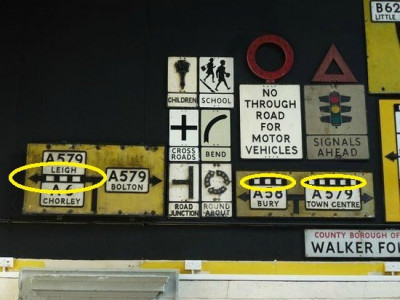 B62
LITTLE
CHILDREN
SCHOOL
NO
THROUGH
ROAD
FOR
MOTOR
VEHICLES
SIGNALS
AHEAD
CROSS
ROADS
BEND
A579
LEIGH
A6
CHORLEY
A579
BOLTON
ROAD
JUNCTION
ROUND
ABOUT
A58
BURY
A579
TOWN CENTRE
COUNTY BOROUGH OF
WALKER FO